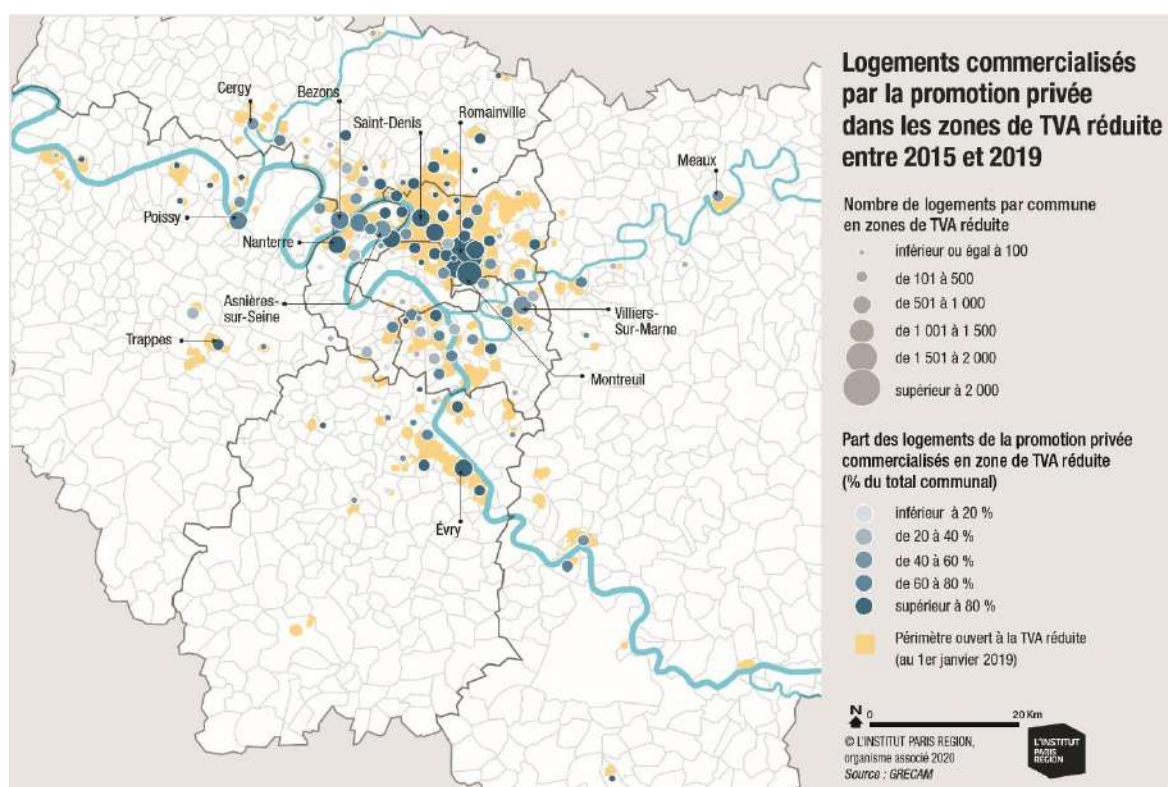 Cergy
Bezons
Saint-Denis
Romainville
Meaux
Poissy
Nanterre
Asnières-
sur-Seine
Trappes
Villiers-
Sur-Marne
Montreuil
Évry
Logements commercialisés
par la promotion privée
dans les zones de TVA réduite
entre 2015 et 2019
Nombre de logements par commune
en zones de TVA réduite
inférieur ou égal à 100
de 101 à 500
de 501 à 1 000
de 1 001 à 1 500
de 1 501 à 2 000
supérieur à 2 000
Part des logements de la promotion privée
commercialisés en zone de TVA réduite
(% du total communal)
inférieur à 20 %
de 20 à 40 %
de 40 à 60 %
de 60 à 80 %
supérieur à 80 %
Périmètre ouvert à la TVA réduite
(au 1er janvier 2019)
N 0 20 Km
© L'INSTITUT PARIS REGION,
organisme associé 2020
Source : GRECAM
L'INSTITUT
PARIS
REGION